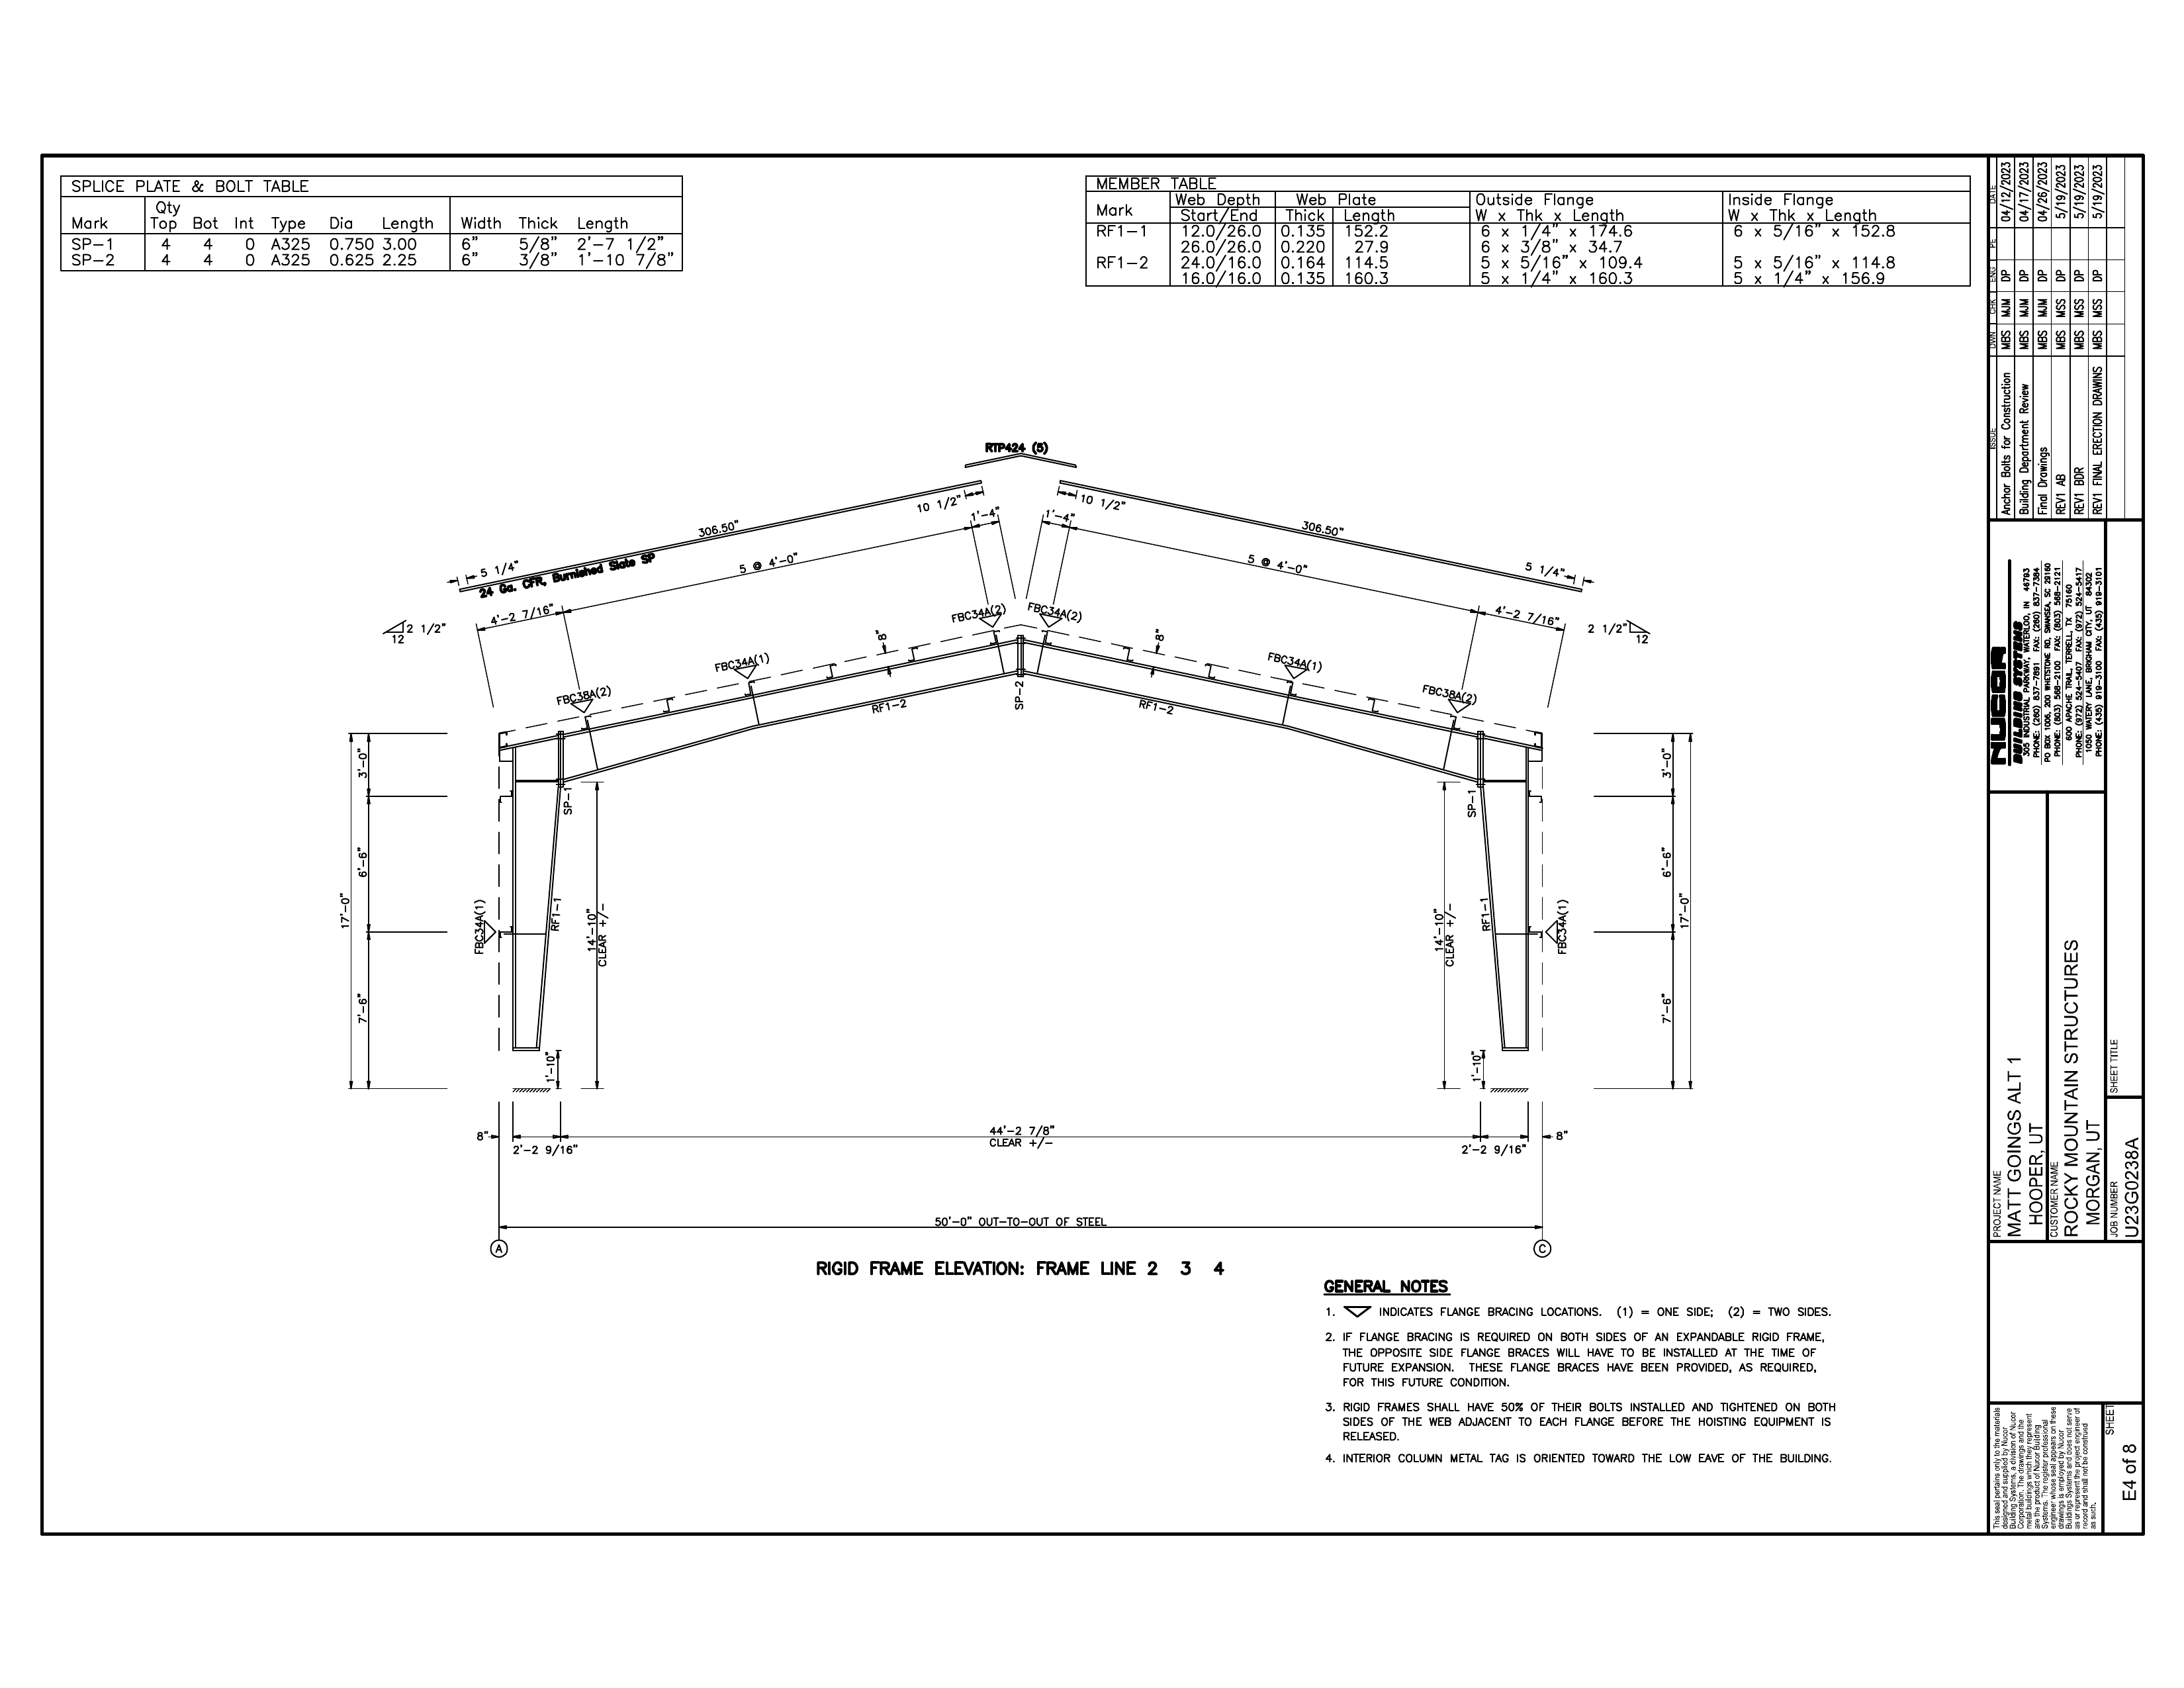 SPLICE PLATE & BOLT TABLE
Mark Qty Top Bot Int Type Dia Length Width Thick Length
SP-1 4 4 0 A325 0.750 3.00 6" 5/8" 2'-7 1/2"
SP-2 4 4 0 A325 0.625 2.25 6" 3/8" 1'-10 7/8"
MEMBER TABLE
Mark Web Depth Start/End Web Plate Thick Length Outside Flange W x Thk x Length Inside Flange W x Thk x Length
RF1-1 12.0/26.0 0.135 152.2 6 x 1/4" x 174.6 6 x 5/16" x 152.8
26.0/26.0 0.220 27.9 6 x 3/8" x 34.7
RF1-2 24.0/16.0 0.164 114.5 5 x 5/16" x 109.4 5 x 5/16" x 114.8
16.0/16.0 0.135 160.3 5 x 1/4" x 160.3 5 x 1/4" x 156.9
RTP424 (5)
10 1/2" 10 1/2"
1'-4" 1'-4"
306.50" 306.50"
5 @ 4'-0" 5 @ 4'-0"
5 1/4" 5 1/4"
24 Ga. CFR, Burnished Slate SP
4'-2 7/16" 4'-2 7/16"
2 1/2" 12
2 1/2" 12
FBC34A(2) FBC34A(2)
8" 8"
FBC34A(1) FBC34A(1)
FBC38A(2) FBC38A(2)
RF1-2 SP-2 RF1-2
3'-0" 3'-0"
SP-1 SP-1
6'-6" 6'-6"
17'-0" 17'-0"
FBC34A(1) RF1-1 14'-10" CLEAR +/-
14'-10" CLEAR +/- RF1-1 FBC34A(1)
7'-6" 7'-6"
1'-10" 1'-10"
8" 2'-2 9/16" 44'-2 7/8" CLEAR +/- 2'-2 9/16" 8"
50'-0" OUT-TO-OUT OF STEEL
A C
RIGID FRAME ELEVATION: FRAME LINE 2 3 4
GENERAL NOTES
1. INDICATES FLANGE BRACING LOCATIONS. (1) = ONE SIDE; (2) = TWO SIDES.
2. IF FLANGE BRACING IS REQUIRED ON BOTH SIDES OF AN EXPANDABLE RIGID FRAME,
THE OPPOSITE SIDE FLANGE BRACES WILL HAVE TO BE INSTALLED AT THE TIME OF
FUTURE EXPANSION. THESE FLANGE BRACES HAVE BEEN PROVIDED, AS REQUIRED,
FOR THIS FUTURE CONDITION.
3. RIGID FRAMES SHALL HAVE 50% OF THEIR BOLTS INSTALLED AND TIGHTENED ON BOTH
SIDES OF THE WEB ADJACENT TO EACH FLANGE BEFORE THE HOISTING EQUIPMENT IS
RELEASED.
4. INTERIOR COLUMN METAL TAG IS ORIENTED TOWARD THE LOW EAVE OF THE BUILDING.
ISSUE DWN CHK ENG PE DATE
Anchor Bolts for Construction MBS MJM DP 04/12/2023
Building Department Review MBS MJM DP 04/17/2023
Final Drawings MBS MJM DP 04/26/2023
REV1 AB MBS MSS DP 5/19/2023
REV1 BDR MBS MSS DP 5/19/2023
REV1 FINAL ERECTION DRAWINS MBS MSS DP 5/19/2023
NUCOR
BUILDING SYSTEMS
305 INDUSTRIAL PARKWAY, WATERLOO, IN 46793
PHONE: (260) 837-7891 FAX: (260) 837-7384
PO BOX 1006, 200 WHETSTONE RD, SWANSEA, SC 29160
PHONE: (803) 568-2100 FAX: (803) 568-2121
600 APACHE TRAIL, TERRELL, TX 75160
PHONE: (972) 524-5407 FAX: (972) 524-5417
1050 WATERY LANE, BRIGHAM CITY, UT 84302
PHONE: (435) 919-3100 FAX: (435) 919-3101
PROJECT NAME
MATT GOINGS ALT 1
HOOPER, UT
CUSTOMER NAME
ROCKY MOUNTAIN STRUCTURES
MORGAN, UT
JOB NUMBER
U23G0238A
SHEET TITLE
This seal pertains only to the materials
designed and supplied by Nucor
Building Systems, a division of Nucor
Corporation. The drawings and the
metal buildings which they represent
are the product of Nucor Building
Systems. The register professional
engineer whose seal appears on these
drawings is employed by Nucor
Buildings Systems and does not serve
as or represent the project engineer of
record and shall not be construed
as such.
SHEET
E4 of 8